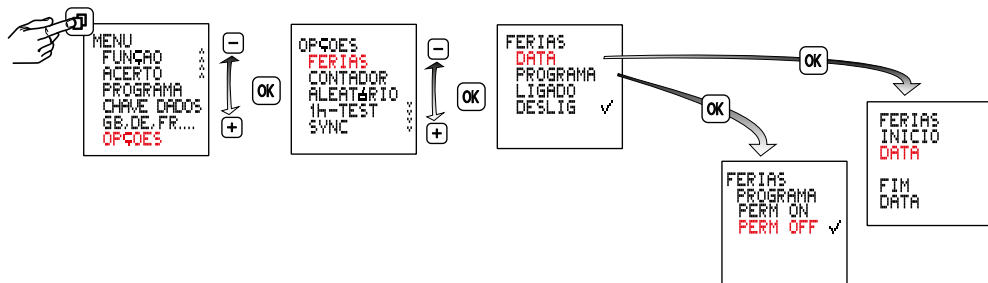 MENU
FUNÇAO
ACERTO
PROGRAMA
CHAVE DADOS
GB,DE,FR....
OPÇOES
−
+
OK
OPÇOES
FERIAS
CONTADOR
ALEATÓRIO
1h-TEST
SYNC
−
+
OK
FERIAS
DATA
PROGRAMA
LIGADO
DESLIG ✓
OK
OK
FERIAS
PROGRAMA
PERM ON
PERM OFF ✓
FERIAS
INICIO
DATA
FIM
DATA